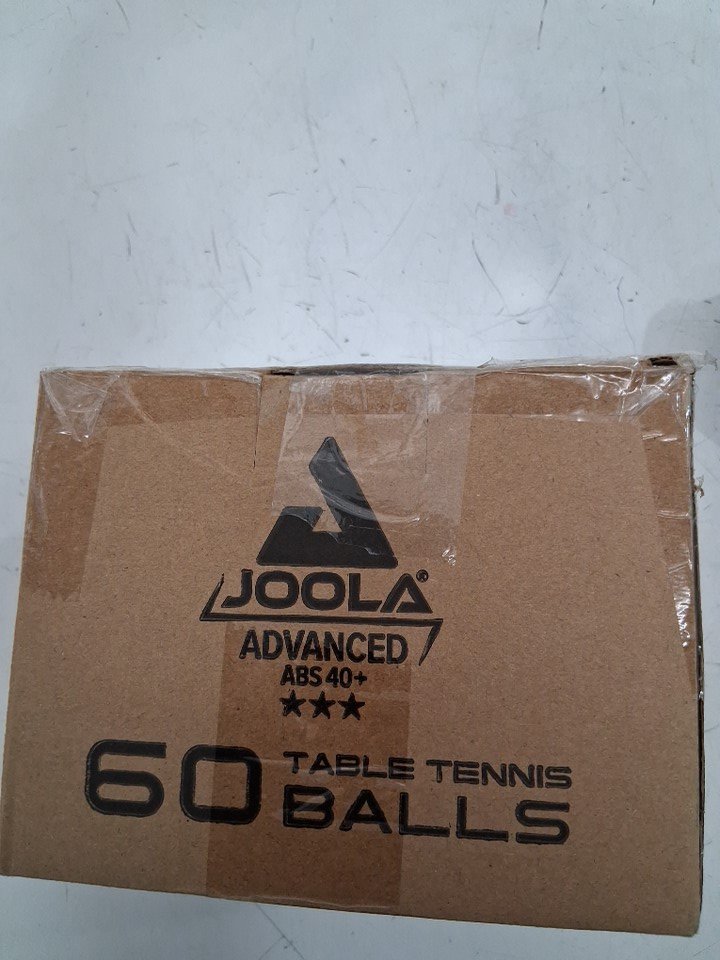 JOOLA®
ADVANCED
ABS 40+
★★★
60 TABLE TENNIS
BALLS